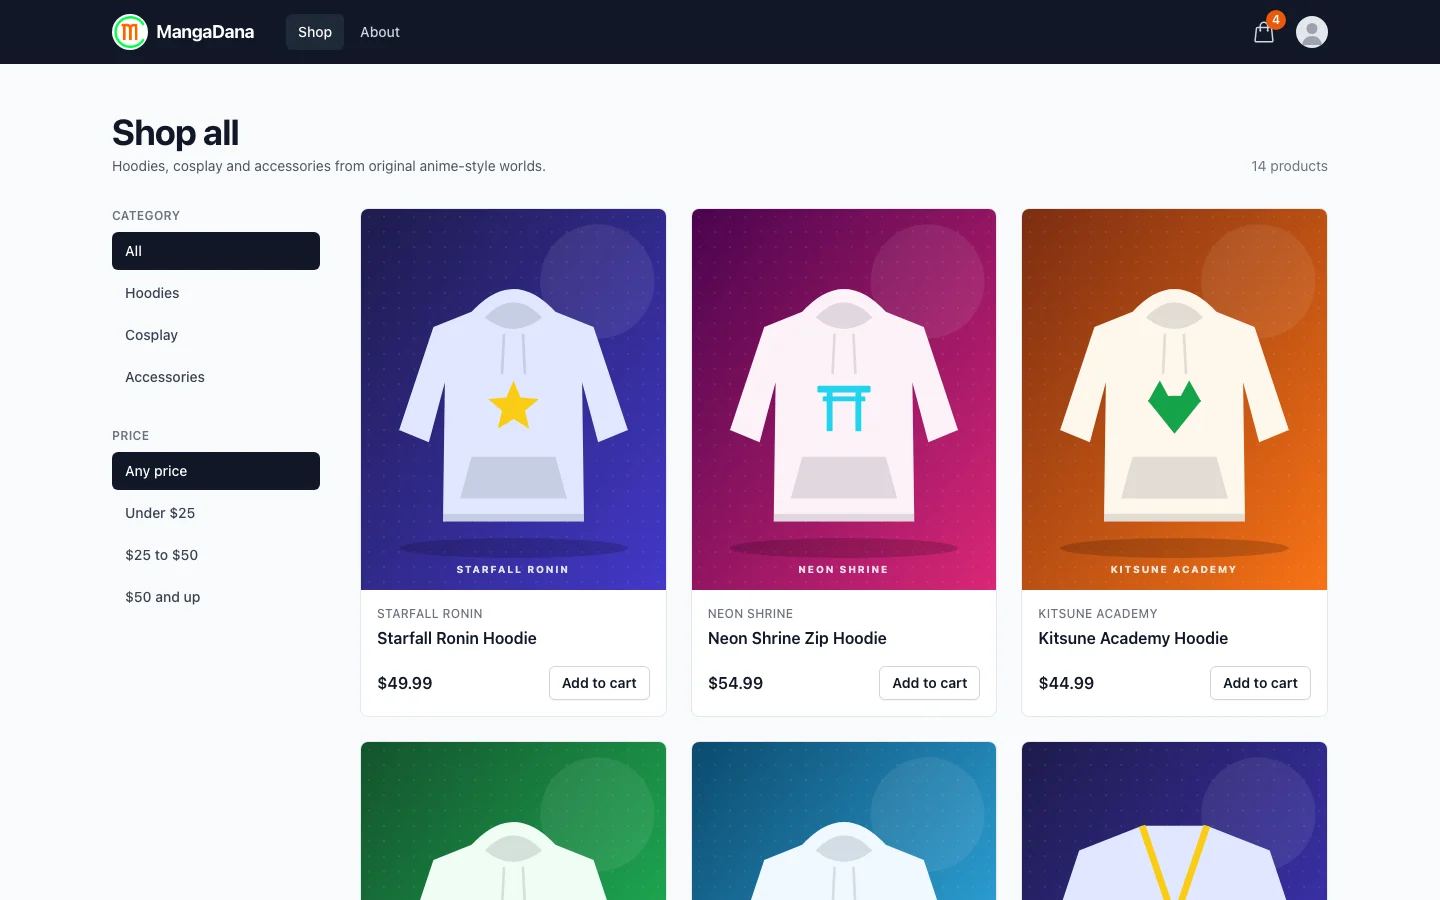 m MangaDana Shop About 4
Shop all
Hoodies, cosplay and accessories from original anime-style worlds.
14 products
CATEGORY
All
Hoodies
Cosplay
Accessories
PRICE
Any price
Under $25
$25 to $50
$50 and up
STARFALL RONIN
STARFALL RONIN
Starfall Ronin Hoodie
$49.99 Add to cart
NEON SHRINE
NEON SHRINE
Neon Shrine Zip Hoodie
$54.99 Add to cart
KITSUNE ACADEMY
KITSUNE ACADEMY
Kitsune Academy Hoodie
$44.99 Add to cart